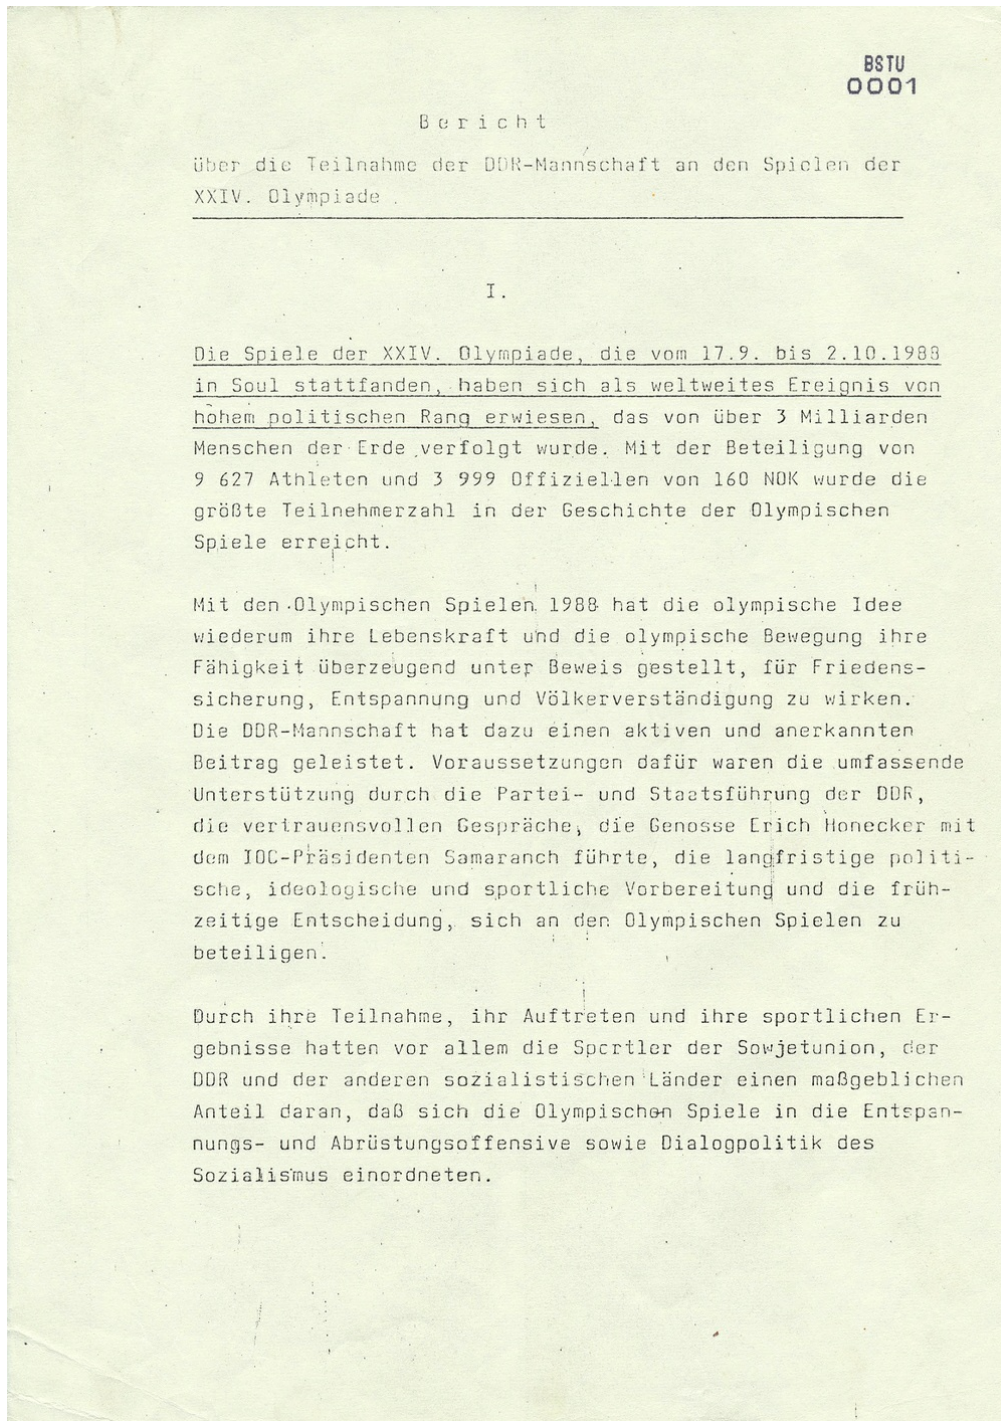 BSTU
0001
Bericht
über die Teilnahme der DDR-Mannschaft an den Spielen der
XXIV. Olympiade
I.
Die Spiele der XXIV. Olympiade, die vom 17.9. bis 2.10.1988
in Soul stattfanden, haben sich als weltweites Ereignis von
hohem politischen Rang erwiesen, das von über 3 Milliarden
Menschen der Erde verfolgt wurde. Mit der Beteiligung von
9 627 Athleten und 3 999 Offiziellen von 160 NOK wurde die
größte Teilnehmerzahl in der Geschichte der Olympischen
Spiele erreicht.
Mit den Olympischen Spielen 1988 hat die olympische Idee
wiederum ihre Lebenskraft und die olympische Bewegung ihre
Fähigkeit überzeugend unter Beweis gestellt, für Friedens-
sicherung, Entspannung und Völkerverständigung zu wirken.
Die DDR-Mannschaft hat dazu einen aktiven und anerkannten
Beitrag geleistet. Voraussetzungen dafür waren die umfassende
Unterstützung durch die Partei- und Staatsführung der DDR,
die vertrauensvollen Gespräche, die Genosse Erich Honecker mit
dem IOC-Präsidenten Samaranch führte, die langfristige politi-
sche, ideologische und sportliche Vorbereitung und die früh-
zeitige Entscheidung, sich an den Olympischen Spielen zu
beteiligen.
Durch ihre Teilnahme, ihr Auftreten und ihre sportlichen Er-
gebnisse hatten vor allem die Sportler der Sowjetunion, der
DDR und der anderen sozialistischen Länder einen maßgeblichen
Anteil daran, daß sich die Olympischen Spiele in die Entspan-
nungs- und Abrüstungsoffensive sowie Dialogpolitik des
Sozialismus einordneten.